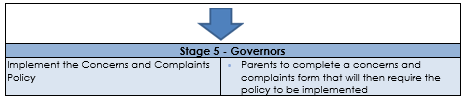 Stage 5 - Governors
Implement the Concerns and Complaints
Policy
• Parents to complete a concerns and
complaints form that will then require the
policy to be implemented